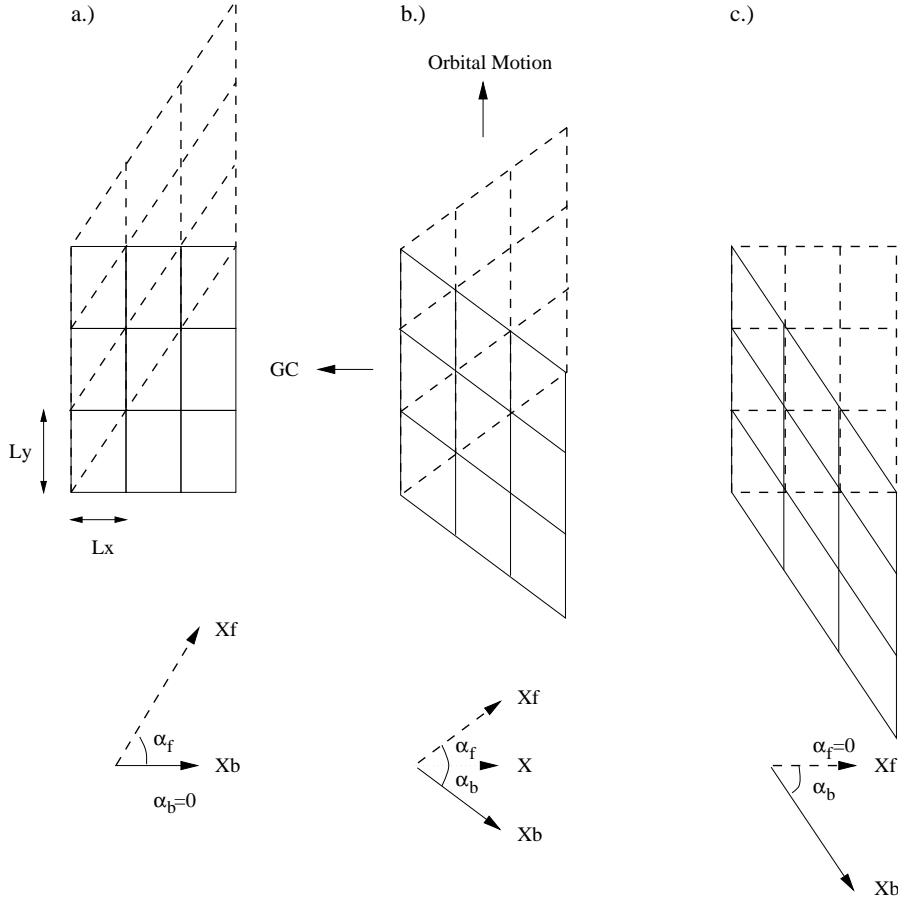 a.)
b.)
c.)
Orbital Motion
GC
Ly
Lx
Xf
αf
Xb
αb=0
Xf
αf
X
αb
Xb
αf=0
Xf
αb
Xb